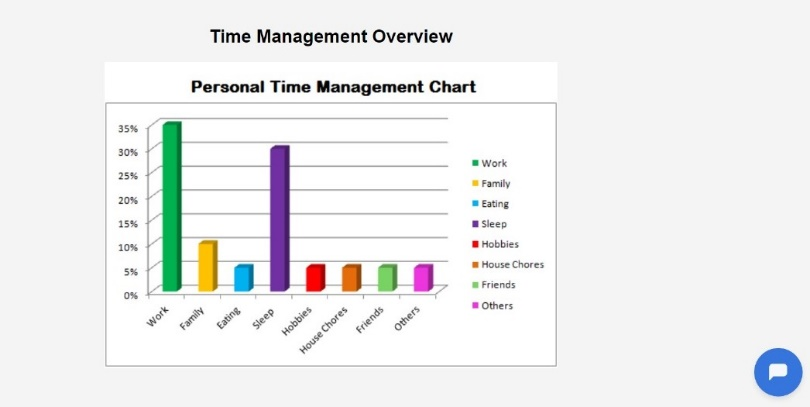 Time Management Overview
Personal Time Management Chart
35%
30%
25%
20%
15%
10%
5%
0%
Work
Family
Eating
Sleep
Hobbies
House Chores
Friends
Others
Work
Family
Eating
Sleep
Hobbies
House Chores
Friends
Others